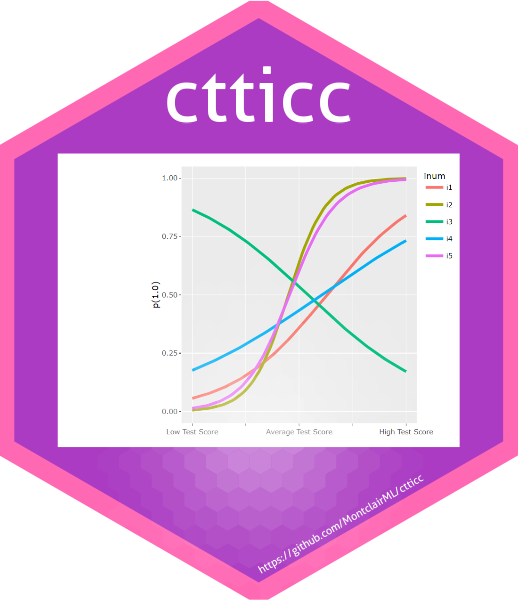 ctticc
inum
1.00
i1
i2
0.75
i3
i4
i5
p(1.0)
0.50
0.25
0.00
Low Test Score
Average Test Score
High Test Score
https://github.com/MontclairML/ctticc